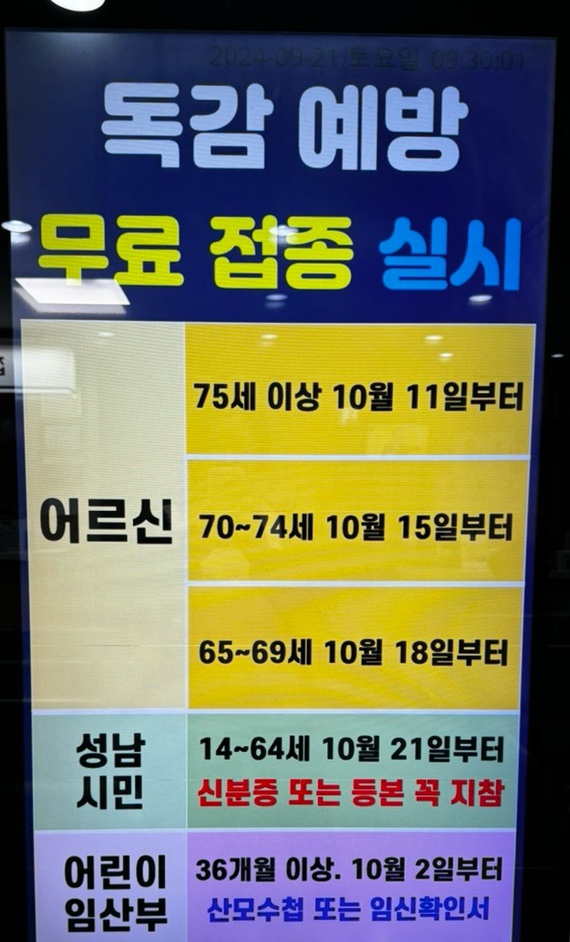 2024-09-21 토요일 09:30:01
독감 예방
무료 접종 실시
어르신
75세 이상 10월 11일부터
70~74세 10월 15일부터
65~69세 10월 18일부터
성남
시민
14~64세 10월 21일부터
신분증 또는 등본 꼭 지참
어린이
임산부
36개월 이상. 10월 2일부터
산모수첩 또는 임신확인서